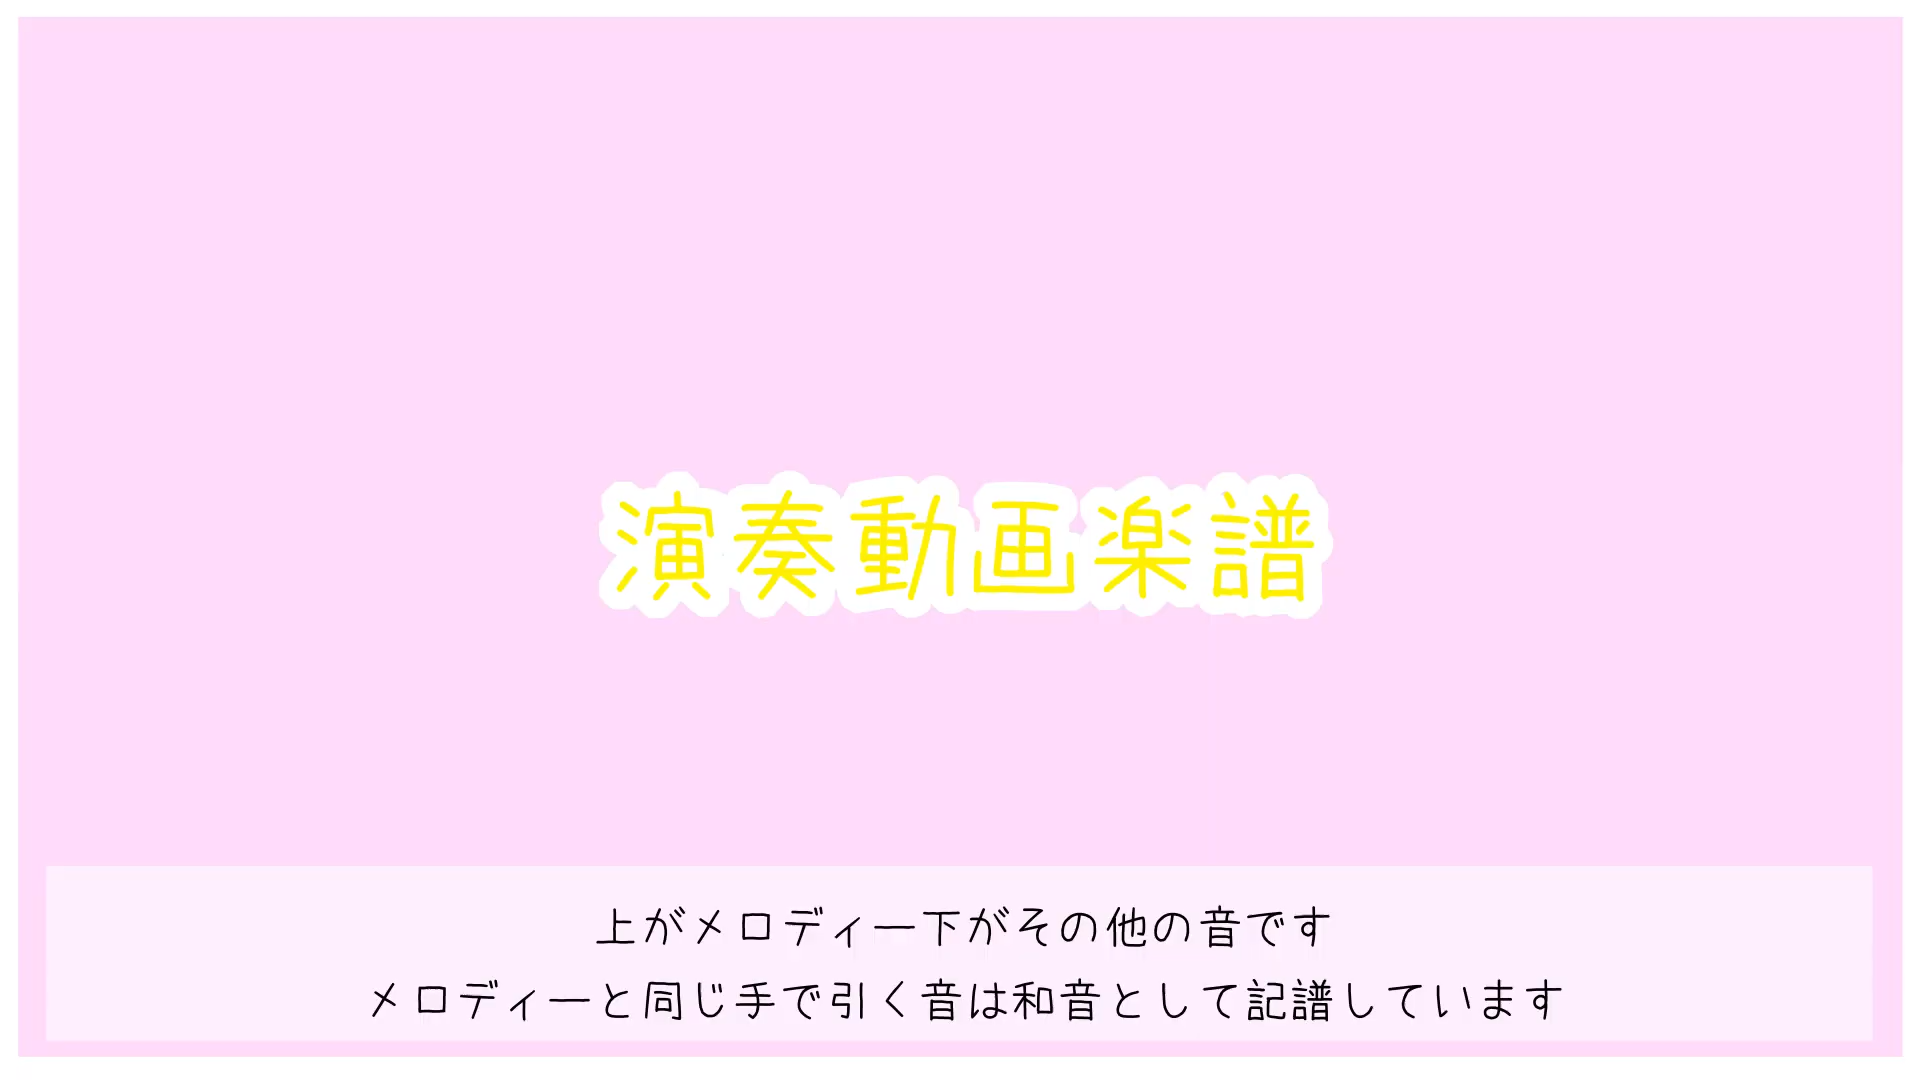 演奏動画楽譜
上がメロディー下がその他の音です
メロディーと同じ手で引く音は和音として記譜しています